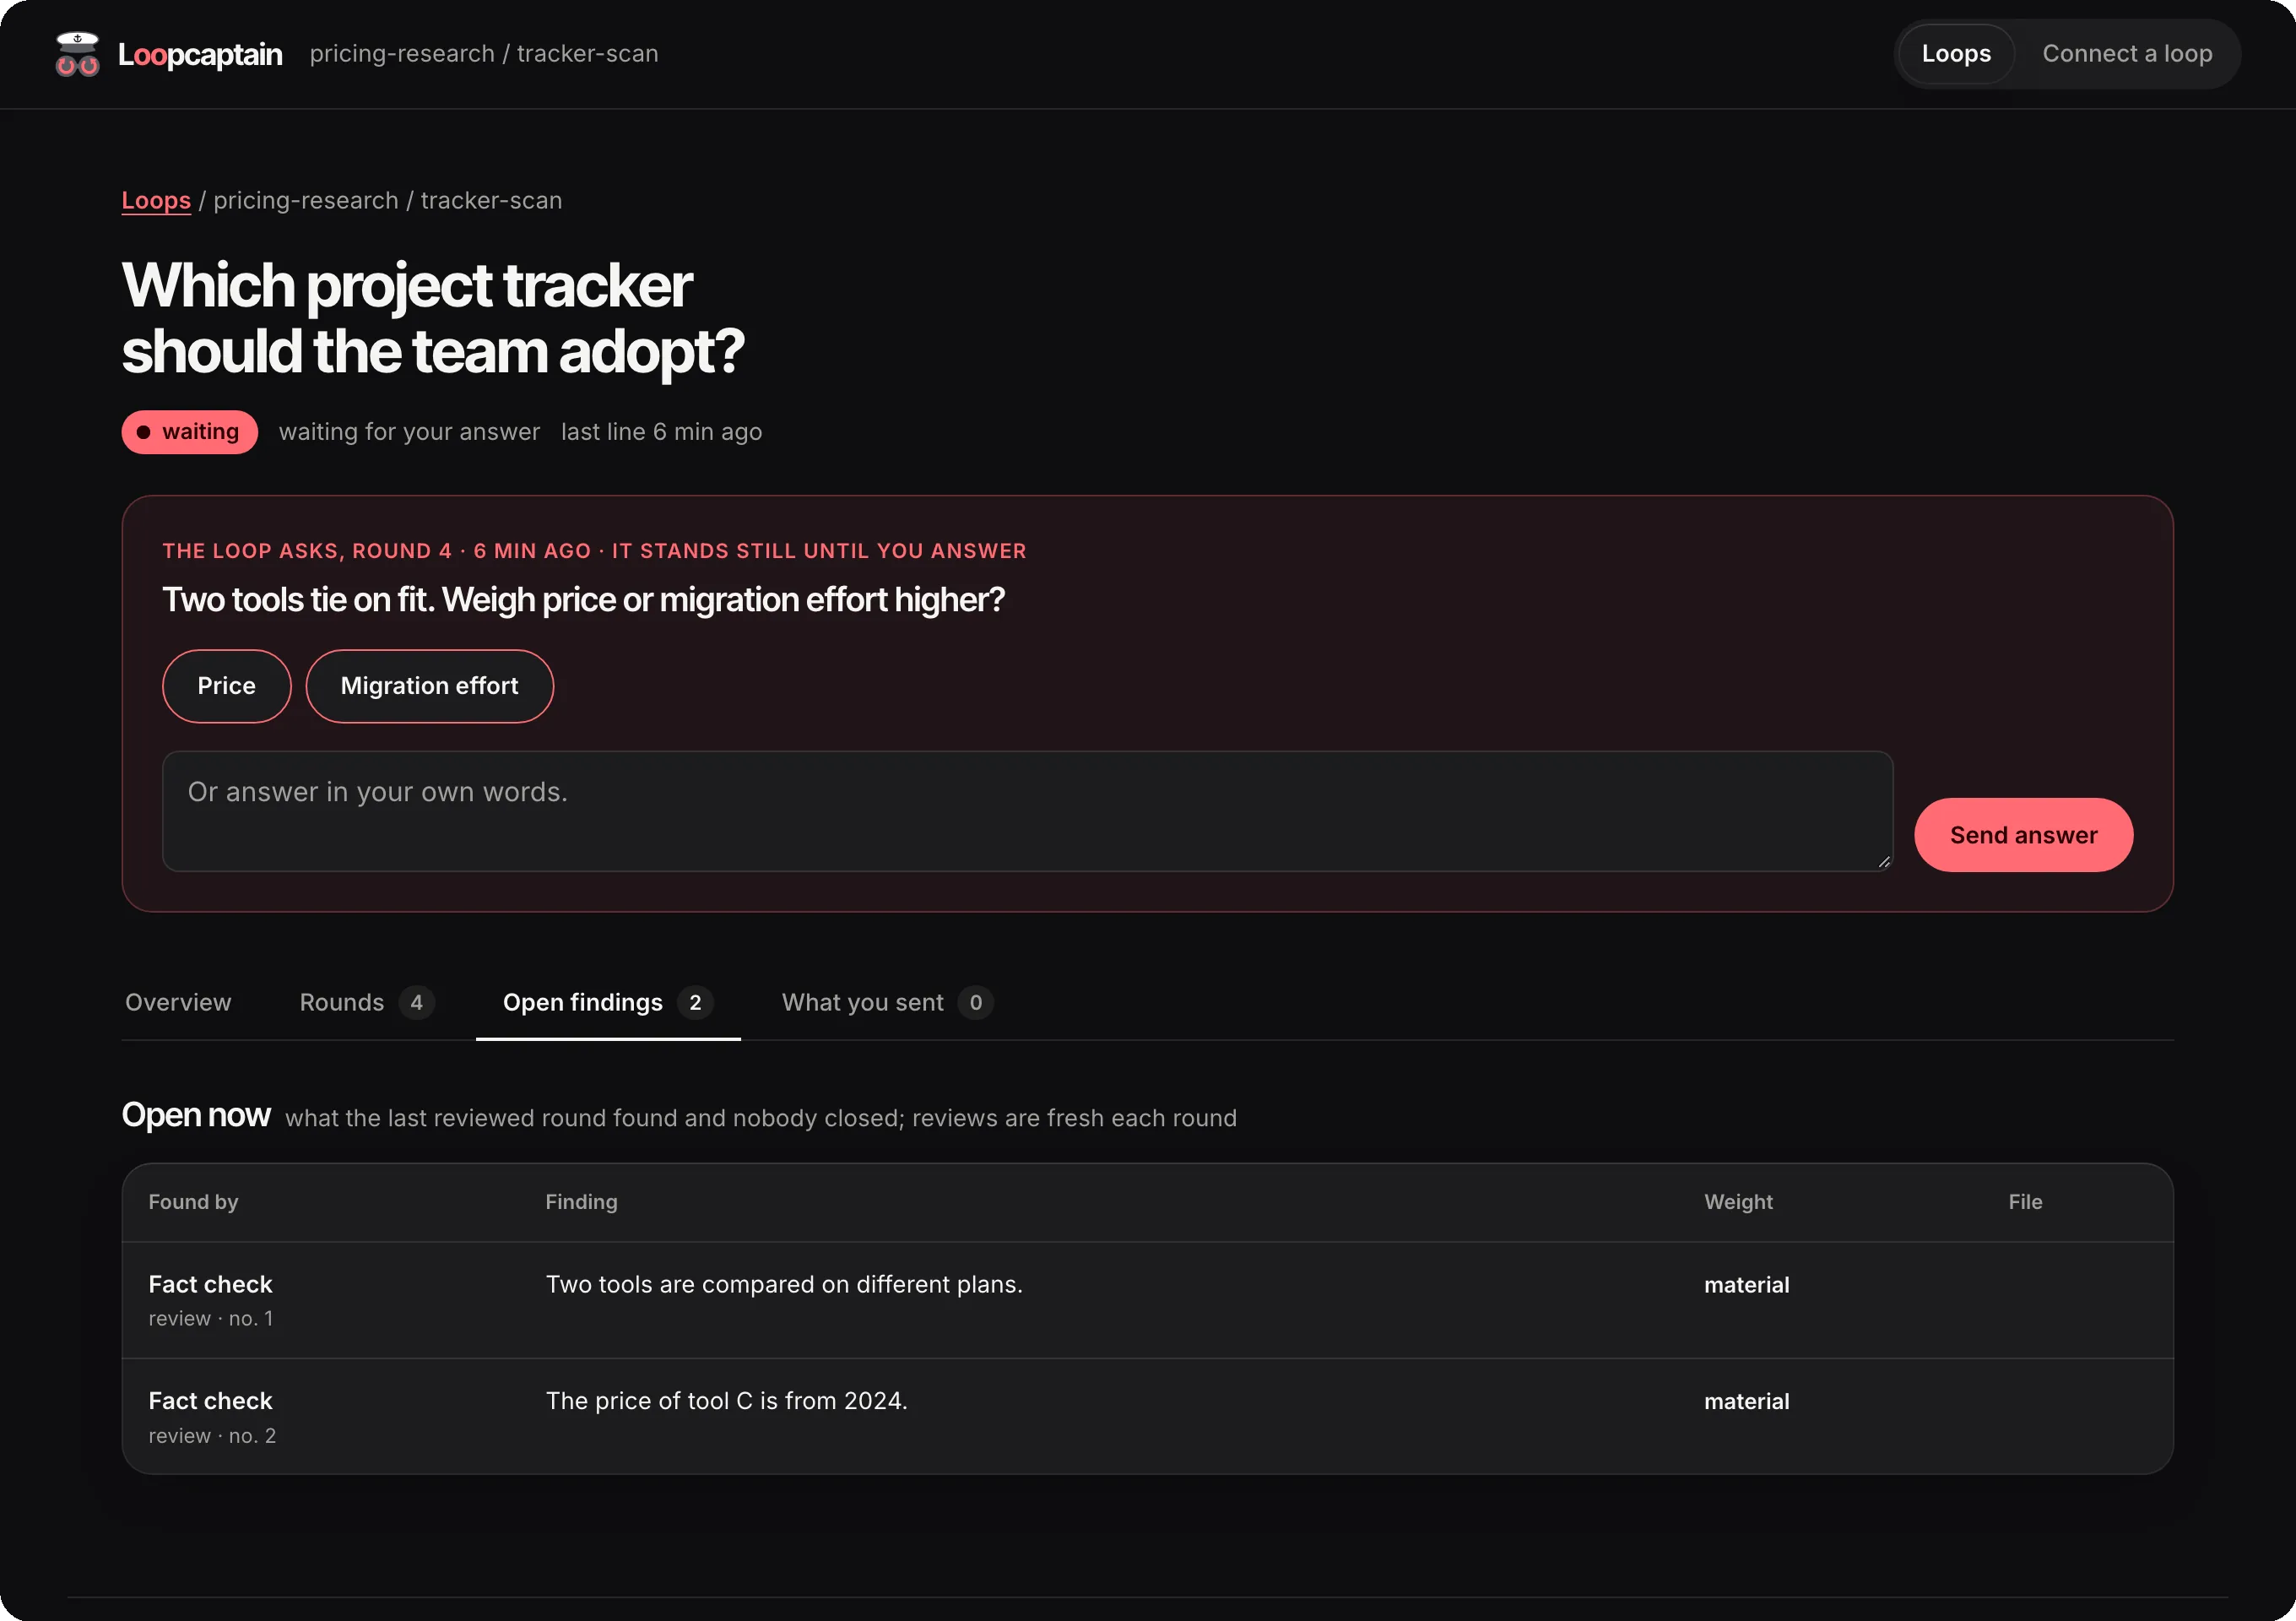 Loopcaptain pricing-research / tracker-scan Loops Connect a loop
Loops / pricing-research / tracker-scan
Which project tracker
should the team adopt?
waiting waiting for your answer last line 6 min ago
THE LOOP ASKS, ROUND 4 · 6 MIN AGO · IT STANDS STILL UNTIL YOU ANSWER
Two tools tie on fit. Weigh price or migration effort higher?
Price Migration effort
Or answer in your own words.
Send answer
Overview Rounds 4 Open findings 2 What you sent 0
Open now what the last reviewed round found and nobody closed; reviews are fresh each round
Found by Finding Weight File
Fact check Two tools are compared on different plans. material
review · no. 1
Fact check The price of tool C is from 2024. material
review · no. 2